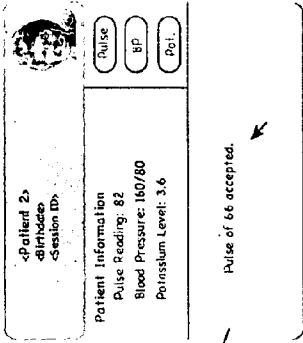 <Patient 2>
<Birthdate>
<Session ID>
Patient Information
Pulse Reading: 82
Blood Pressure: 160/80
Potassium Level: 3.6
Pulse
BP
Pot.
Pulse of 66 accepted.